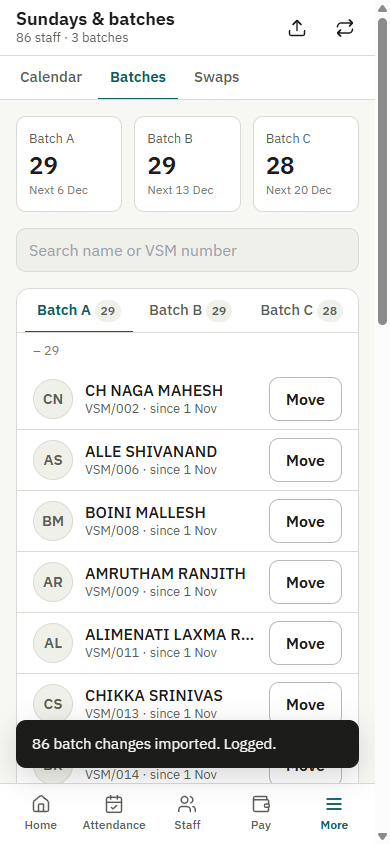 Sundays & batches
86 staff · 3 batches
Calendar
Batches
Swaps
Batch A
29
Next 6 Dec
Batch B
29
Next 13 Dec
Batch C
28
Next 20 Dec
Search name or VSM number
Batch A 29
Batch B 29
Batch C 28
– 29
CN
CH NAGA MAHESH
VSM/002 · since 1 Nov
Move
AS
ALLE SHIVANAND
VSM/006 · since 1 Nov
Move
BM
BOINI MALLESH
VSM/008 · since 1 Nov
Move
AR
AMRUTHAM RANJITH
VSM/009 · since 1 Nov
Move
AL
ALIMENATI LAXMA R...
VSM/011 · since 1 Nov
Move
CS
CHIKKA SRINIVAS
VSM/013 · since 1 Nov
Move
86 batch changes imported. Logged.
VSM/014 · since 1 Nov
Move
Home
Attendance
Staff
Pay
More